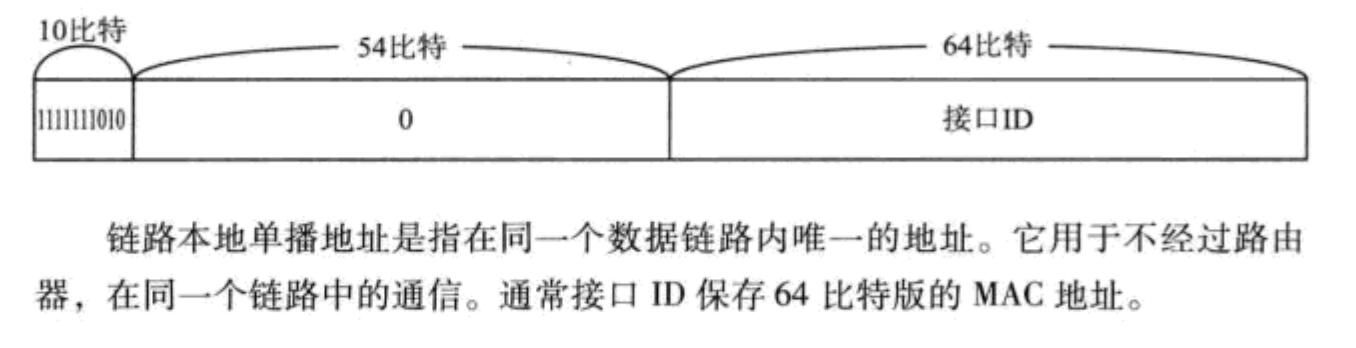 10比特
54比特
64比特
1111111010
0
接口ID
链路本地单播地址是指在同一个数据链路内唯一的地址。它用于不经过路由
器，在同一个链路中的通信。通常接口 ID 保存 64 比特版的 MAC 地址。